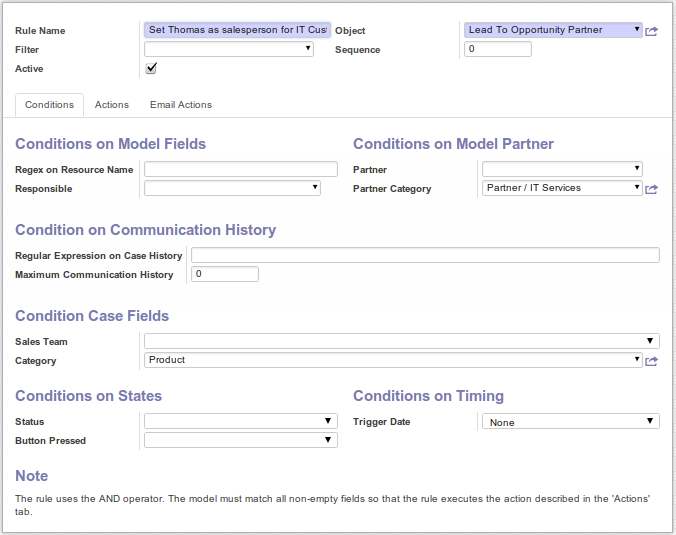 Rule Name Set Thomas as salesperson for IT Cust Object Lead To Opportunity Partner
Filter Sequence 0
Active
Conditions Actions Email Actions
Conditions on Model Fields Conditions on Model Partner
Regex on Resource Name Partner
Responsible Partner Category Partner / IT Services
Condition on Communication History
Regular Expression on Case History
Maximum Communication History 0
Condition Case Fields
Sales Team
Category Product
Conditions on States Conditions on Timing
Status Trigger Date None
Button Pressed
Note
The rule uses the AND operator. The model must match all non-empty fields so that the rule executes the action described in the 'Actions'
tab.